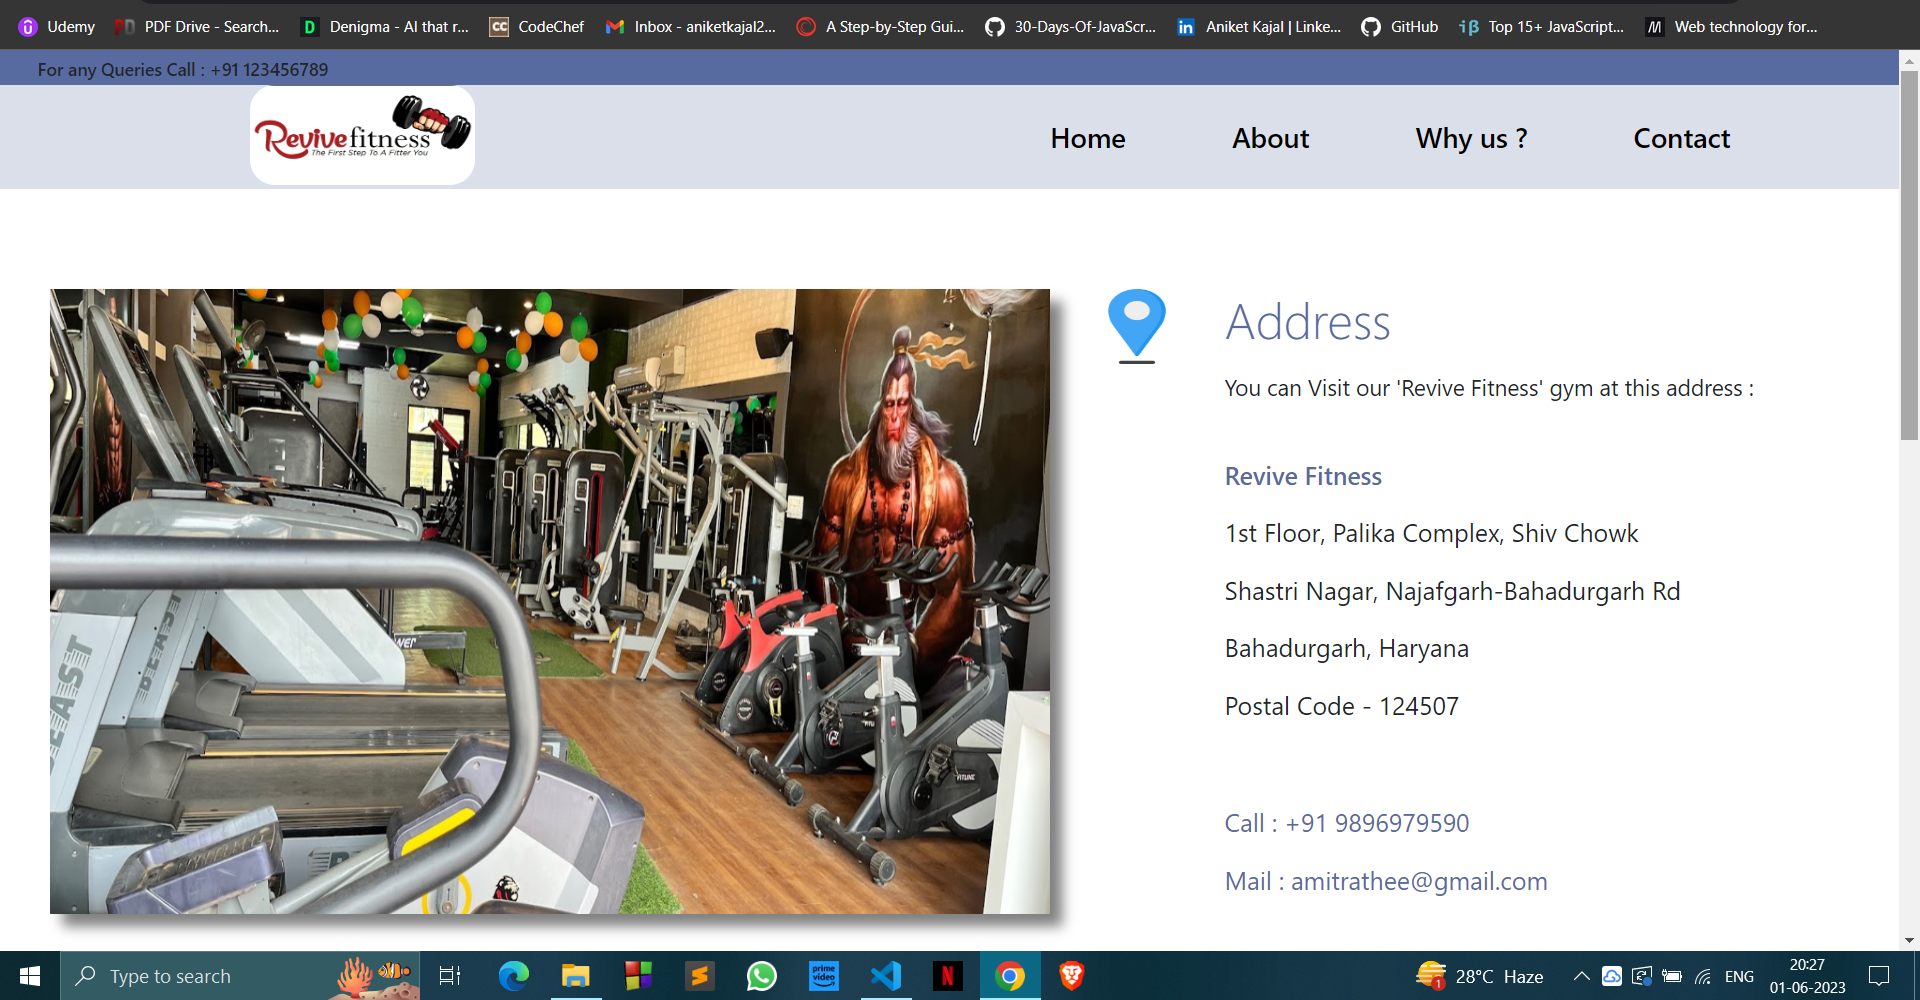 Udemy
PDF Drive - Search...
Denigma - AI that r...
CodeChef
Inbox - aniketkajal2...
A Step-by-Step Gui...
30-Days-Of-JavaScr...
Aniket Kajal | Linke...
GitHub
Top 15+ JavaScript...
Web technology for...
For any Queries Call : +91 123456789
Revive fitness
The First Step To A Fitter You
Home
About
Why us ?
Contact
Address
You can Visit our 'Revive Fitness' gym at this address :
Revive Fitness
1st Floor, Palika Complex, Shiv Chowk
Shastri Nagar, Najafgarh-Bahadurgarh Rd
Bahadurgarh, Haryana
Postal Code - 124507
Call : +91 9896979590
Mail : amitrathee@gmail.com
Type to search
prime video
28°C Haze
ENG
20:27
01-06-2023